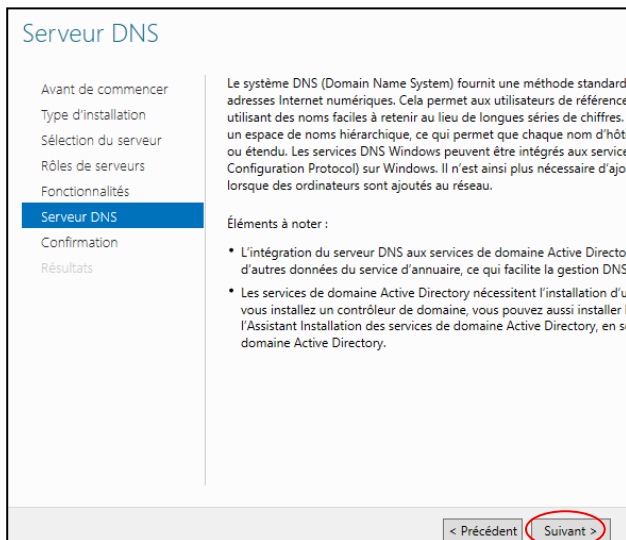 Serveur DNS
Avant de commencer
Type d'installation
Sélection du serveur
Rôles de serveurs
Fonctionnalités
Serveur DNS
Confirmation
Résultats
Le système DNS (Domain Name System) fournit une méthode standard
adresses Internet numériques. Cela permet aux utilisateurs de référence
utilisant des noms faciles à retenir au lieu de longues séries de chiffres.
un espace de noms hiérarchique, ce qui permet que chaque nom d'hôt
ou étendu. Les services DNS Windows peuvent être intégrés aux service
Configuration Protocol) sur Windows. Il n'est ainsi plus nécessaire d'ajo
lorsque des ordinateurs sont ajoutés au réseau.
Éléments à noter :
• L'intégration du serveur DNS aux services de domaine Active Directo
d'autres données du service d'annuaire, ce qui facilite la gestion DNS
• Les services de domaine Active Directory nécessitent l'installation d'u
vous installez un contrôleur de domaine, vous pouvez aussi installer
l'Assistant Installation des services de domaine Active Directory, en s
domaine Active Directory.
< Précédent
Suivant >